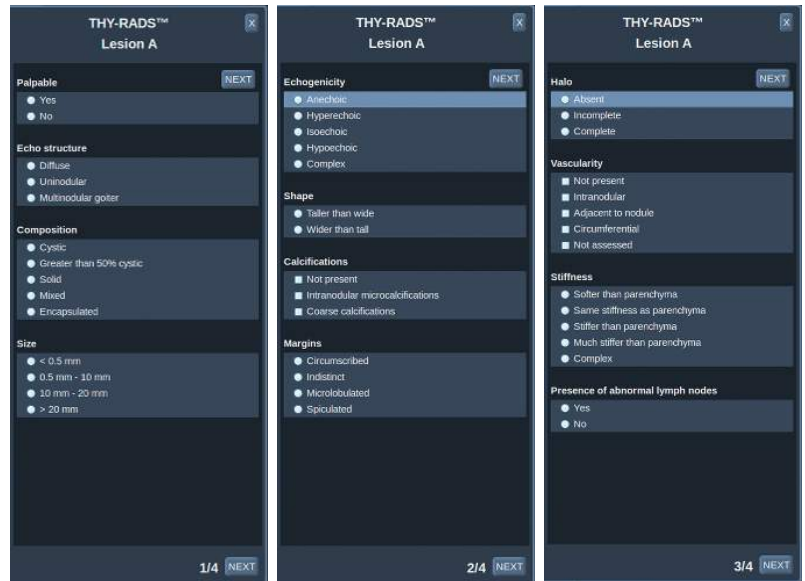 THY-RADS™
X
Lesion A
Palpable
NEXT
Yes
No
Echo structure
Diffuse
Uninodular
Multinodular goiter
Composition
Cystic
Greater than 50% cystic
Solid
Mixed
Encapsulated
Size
< 0.5 mm
0.5 mm - 10 mm
10 mm - 20 mm
> 20 mm
1/4 NEXT
THY-RADS™
X
Lesion A
Echogenicity
NEXT
Anechoic
Hyperechoic
Isoechoic
Hypoechoic
Complex
Shape
Taller than wide
Wider than tall
Calcifications
Not present
Intranodular microcalcifications
Coarse calcifications
Margins
Circumscribed
Indistinct
Microlobulated
Spiculated
2/4 NEXT
THY-RADS™
X
Lesion A
Halo
NEXT
Absent
Incomplete
Complete
Vascularity
Not present
Intranodular
Adjacent to nodule
Circumferential
Not assessed
Stiffness
Softer than parenchyma
Same stiffness as parenchyma
Stiffer than parenchyma
Much stiffer than parenchyma
Complex
Presence of abnormal lymph nodes
Yes
No
3/4 NEXT